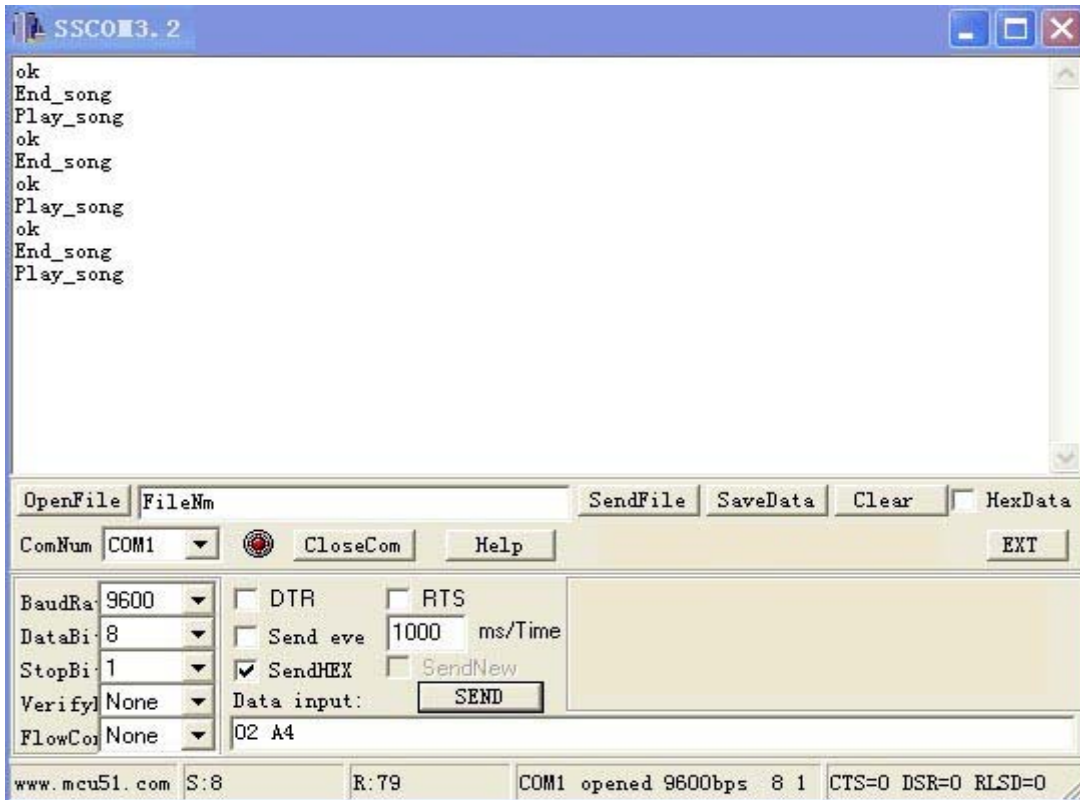 SSCOM3.2
ok
End_song
Play_song
ok
End_song
ok
Play_song
ok
End_song
Play_song
OpenFile FileNm SendFile SaveData Clear HexData
ComNum COM1 CloseCom Help EXT
BaudRa 9600 DTR RTS
DataBi 8 Send eve 1000 ms/Time
StopBi 1 SendHEX SendNew
Verify None Data input: SEND
FlowCo None 02 A4
www.mcu51.com S:8 R:79 COM1 opened 9600bps 8 1 CTS=0 DSR=0 RLSD=0